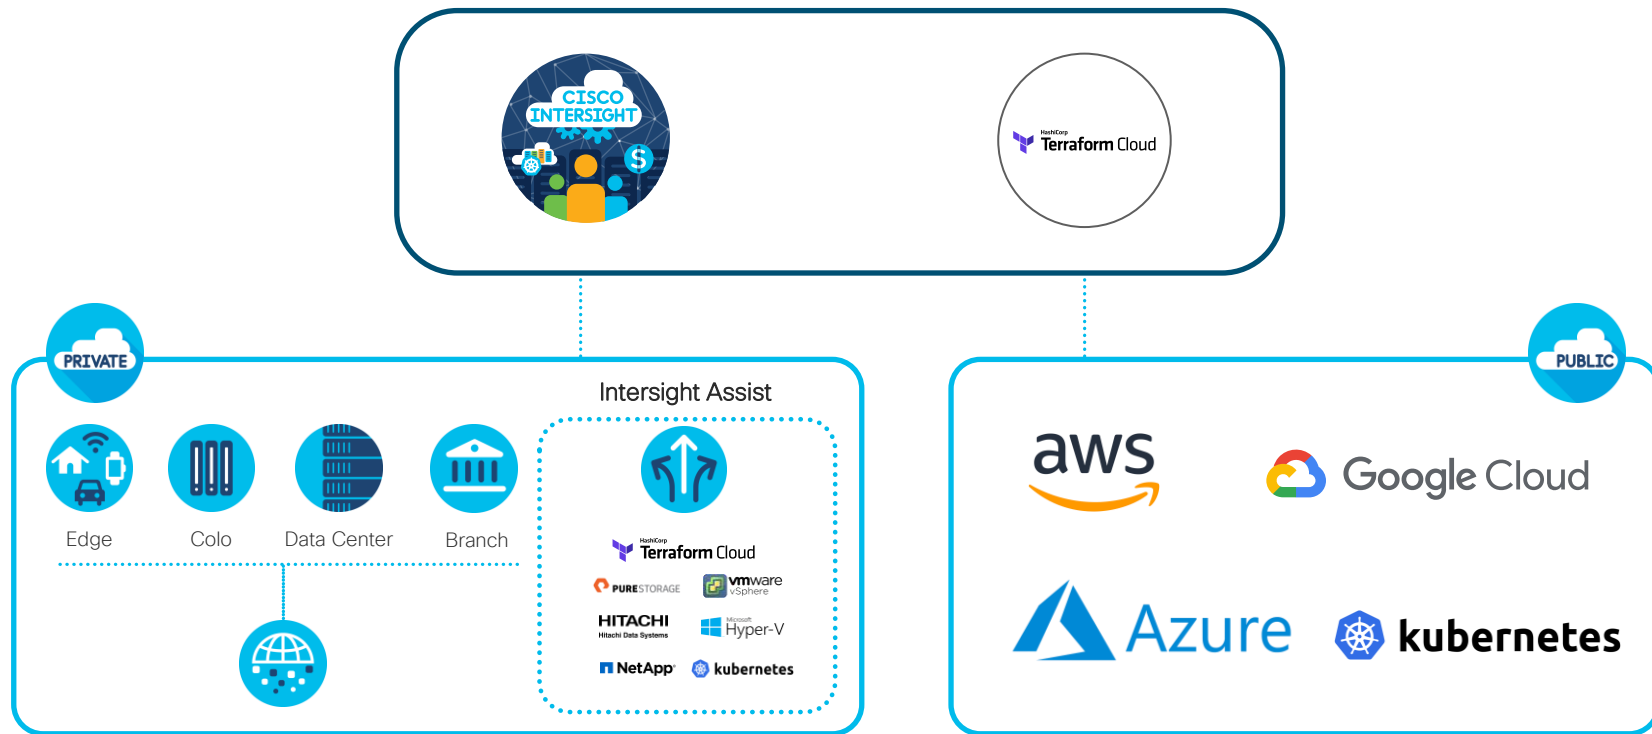 CISCO
INTERSIGHT
$
HashiCorp
Terraform Cloud
PRIVATE
PUBLIC
Intersight Assist
Edge
Colo
Data Center
Branch
HashiCorp
Terraform Cloud
PURESTORAGE
vmware
vSphere
HITACHI
Hitachi Data Systems
Microsoft
Hyper-V
NetApp
kubernetes
aws
Google Cloud
Azure
kubernetes